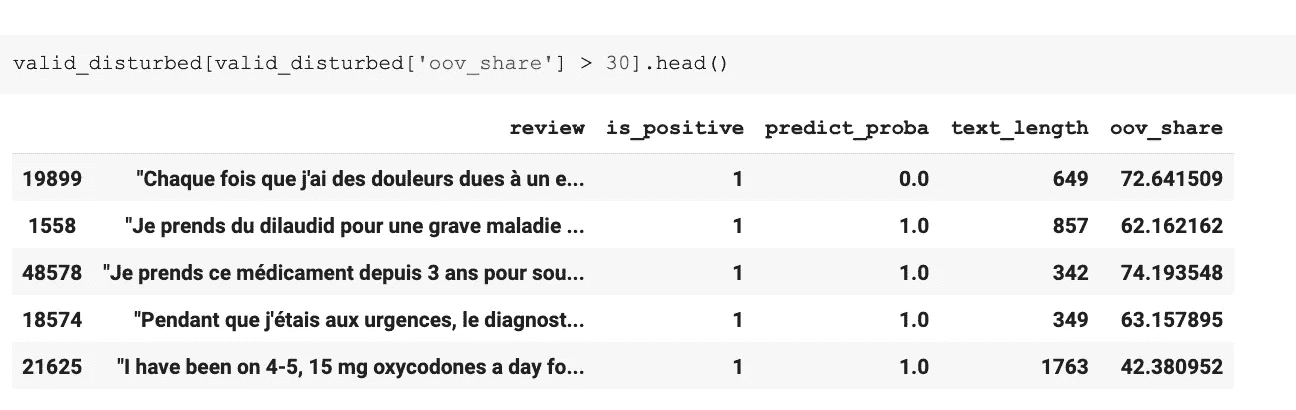 valid_disturbed[valid_disturbed['oov_share'] > 30].head()
review is_positive predict_proba text_length oov_share
19899 "Chaque fois que j'ai des douleurs dues à un e... 1 0.0 649 72.641509
1558 "Je prends du dilaudid pour une grave maladie ... 1 1.0 857 62.162162
48578 "Je prends ce médicament depuis 3 ans pour sou... 1 1.0 342 74.193548
18574 "Pendant que j'étais aux urgences, le diagnost... 1 1.0 349 63.157895
21625 "I have been on 4-5, 15 mg oxycodones a day fo... 1 1.0 1763 42.380952